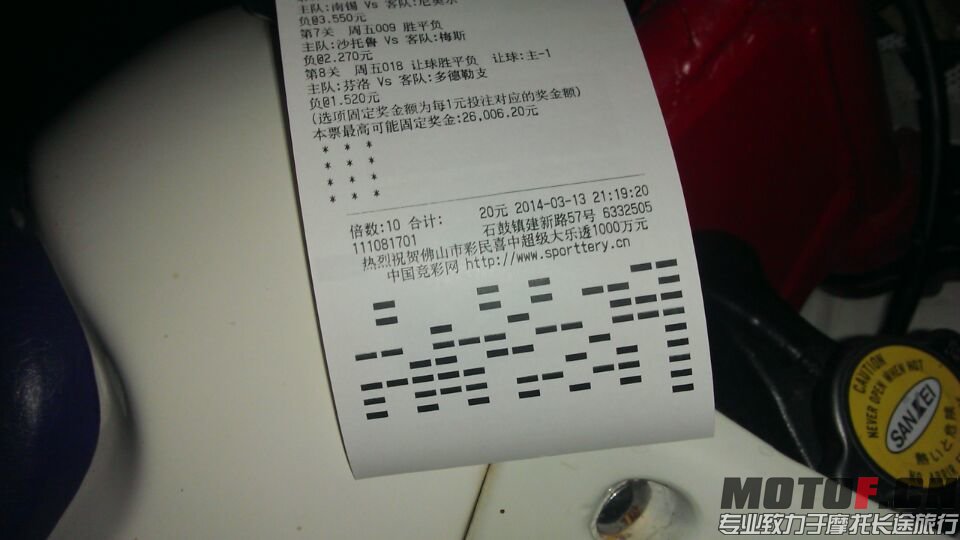 主队:南锡 Vs 客队:尼奥尔
负@3.550元
第7关 周五009 胜平负
主队:沙托鲁 Vs 客队:梅斯
负@2.270元
第8关 周五018 让球胜平负 让球:主-1
主队:芬洛 Vs 客队:多德勒支
负@1.520元
(选项固定奖金额为每1元投注对应的奖金额)
本票最高可能固定奖金:26,006.20元
* * *
* * *
* * *
* * *
倍数:10 合计: 20元 2014-03-13 21:19:20
111081701 石鼓镇建新路57号 6332505
热烈祝贺佛山市彩民喜中超级大乐透1000万元
中国竞彩网 http://www.sporttery.cn
CAUTION
NEVER OPEN WHEN HOT
SANKEI
熱いと危険
MOTOF.CN
专业致力于摩托长途旅行